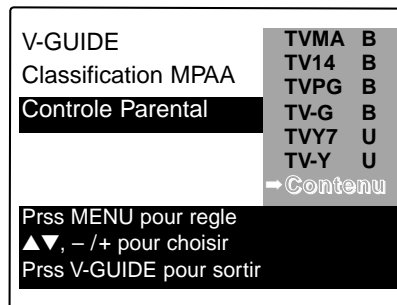 V-GUIDE
Classification MPAA
Controle Parental
TVMA B
TV14 B
TVPG B
TV-G B
TVY7 U
TV-Y U
➡Contenu
Prss MENU pour regle
▲▼, – /+ pour choisir
Prss V-GUIDE pour sortir